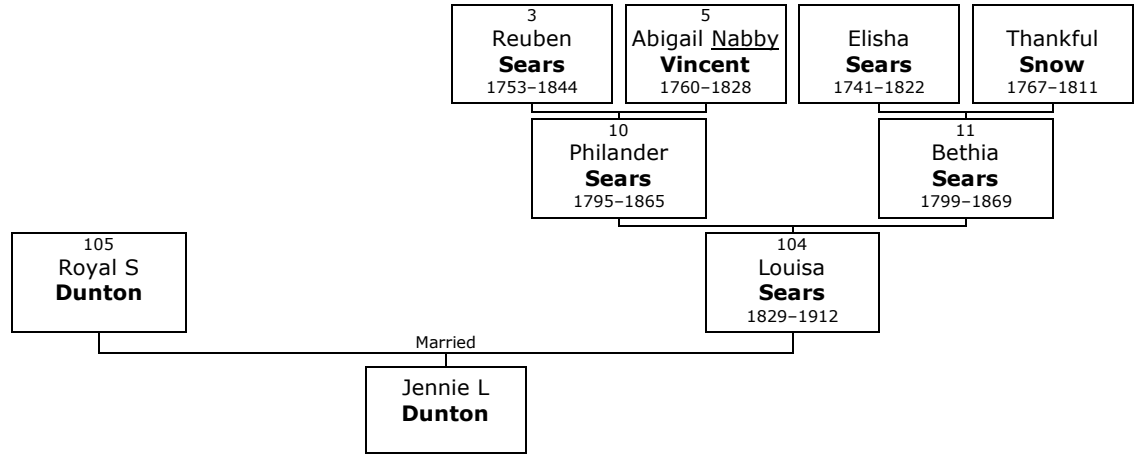 3
Reuben
Sears
1753–1844
5
Abigail Nabby
Vincent
1760–1828
Elisha
Sears
1741–1822
Thankful
Snow
1767–1811
10
Philander
Sears
1795–1865
11
Bethia
Sears
1799–1869
105
Royal S
Dunton
104
Louisa
Sears
1829–1912
Married
Jennie L
Dunton